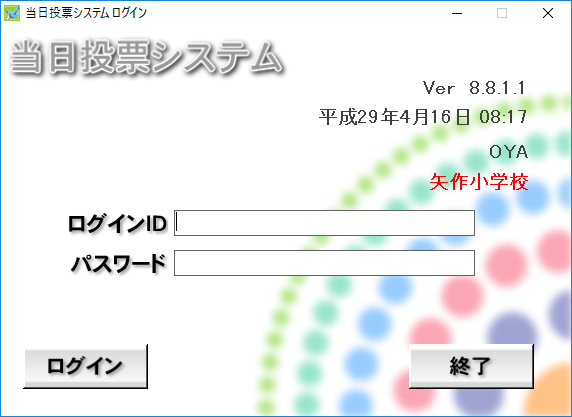 当日投票システム ログイン
当日投票システム
Ver 8.8.1.1
平成29年4月16日 08:17
OYA
矢作小学校
ログインID
パスワード
ログイン
終了